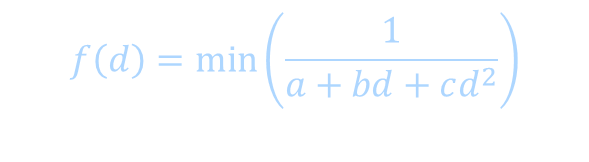 f(d) = min(1/(a + bd + cd²))